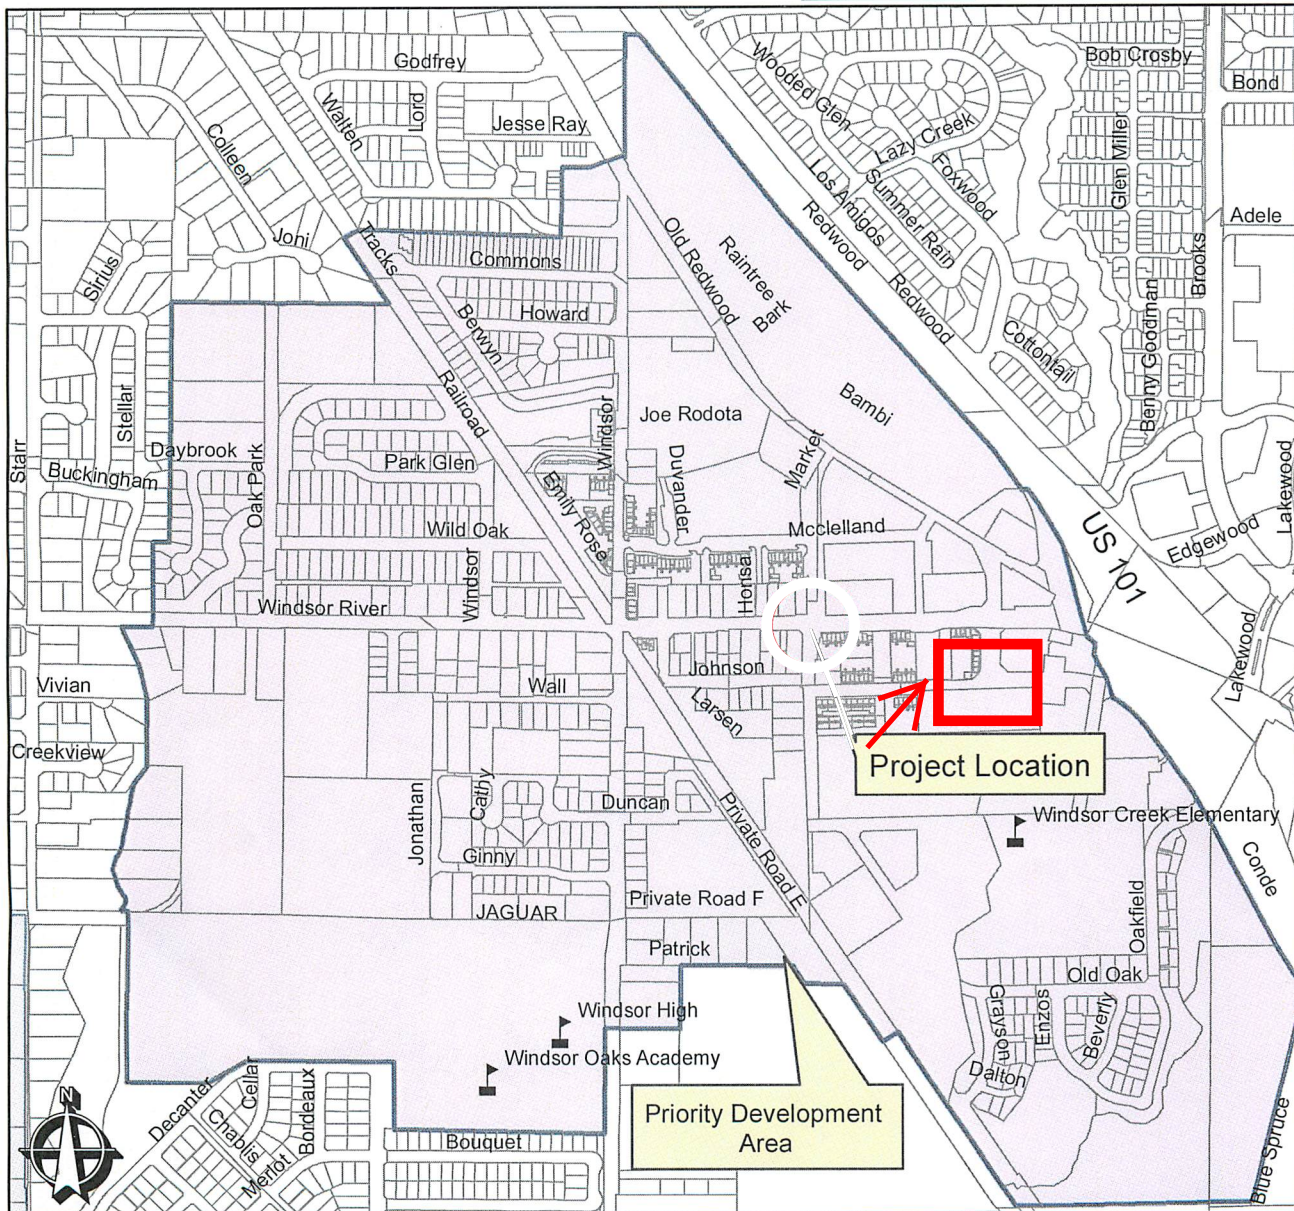 Godfrey
Wooded Glen
Bob Crosby
Bond
Walten
Lord
Jesse Ray
Colleen
Lazy Creek
Glen Miller
Foxwood
Los Amigos
Summer Rain
Redwood
Adele
Joni
Tracks
Commons
Old Redwood
Raintree
Bark
Brooks
Sirius
Howard
Berwyn
Redwood
Cottontail
Benny Goodman
Railroad
Stellar
Joe Rodota
Bambi
Windsor
Market
Starr
Daybrook
Buckingham
Oak Park
Park Glen
Emily Rose
Duvander
Lakewood
Wild Oak
Mcclelland
US 101
Edgewood
Windsor River
Windsor
Honsa
Vivian
Wall
Johnson
Larsen
Lakewood
Creekview
Project Location
Jonathan
Cathy
Duncan
Private Road E
Windsor Creek Elementary
Ginny
Conde
JAGUAR
Private Road F
Oakfield
Patrick
Old Oak
Windsor High
Grayson
Enzos
Beverly
Windsor Oaks Academy
Dalton
N
Decanter
Cellar
Chablis
Bordeaux
Merlot
Bouquet
Priority Development
Area
Blue Spruce